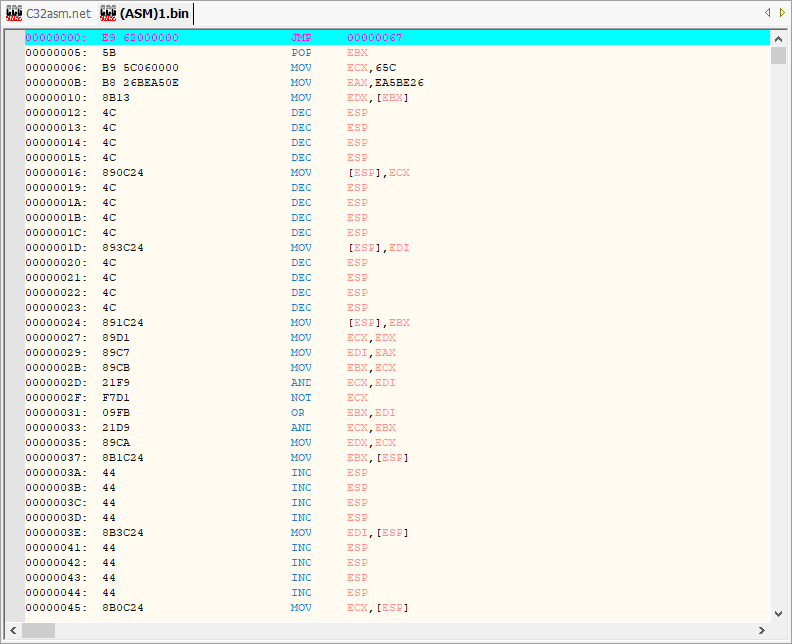 C32asm.net (ASM)1.bin
00000000: E9 62000000 JMP 00000067
00000005: 5B POP EBX
00000006: B9 5C060000 MOV ECX,65C
0000000B: B8 26BEA50E MOV EAX,EA5BE26
00000010: 8B13 MOV EDX,[EBX]
00000012: 4C DEC ESP
00000013: 4C DEC ESP
00000014: 4C DEC ESP
00000015: 4C DEC ESP
00000016: 890C24 MOV [ESP],ECX
00000019: 4C DEC ESP
0000001A: 4C DEC ESP
0000001B: 4C DEC ESP
0000001C: 4C DEC ESP
0000001D: 893C24 MOV [ESP],EDI
00000020: 4C DEC ESP
00000021: 4C DEC ESP
00000022: 4C DEC ESP
00000023: 4C DEC ESP
00000024: 891C24 MOV [ESP],EBX
00000027: 89D1 MOV ECX,EDX
00000029: 89C7 MOV EDI,EAX
0000002B: 89CB MOV EBX,ECX
0000002D: 21F9 AND ECX,EDI
0000002F: F7D1 NOT ECX
00000031: 09FB OR EBX,EDI
00000033: 21D9 AND ECX,EBX
00000035: 89CA MOV EDX,ECX
00000037: 8B1C24 MOV EBX,[ESP]
0000003A: 44 INC ESP
0000003B: 44 INC ESP
0000003C: 44 INC ESP
0000003D: 44 INC ESP
0000003E: 8B3C24 MOV EDI,[ESP]
00000041: 44 INC ESP
00000042: 44 INC ESP
00000043: 44 INC ESP
00000044: 44 INC ESP
00000045: 8B0C24 MOV ECX,[ESP]